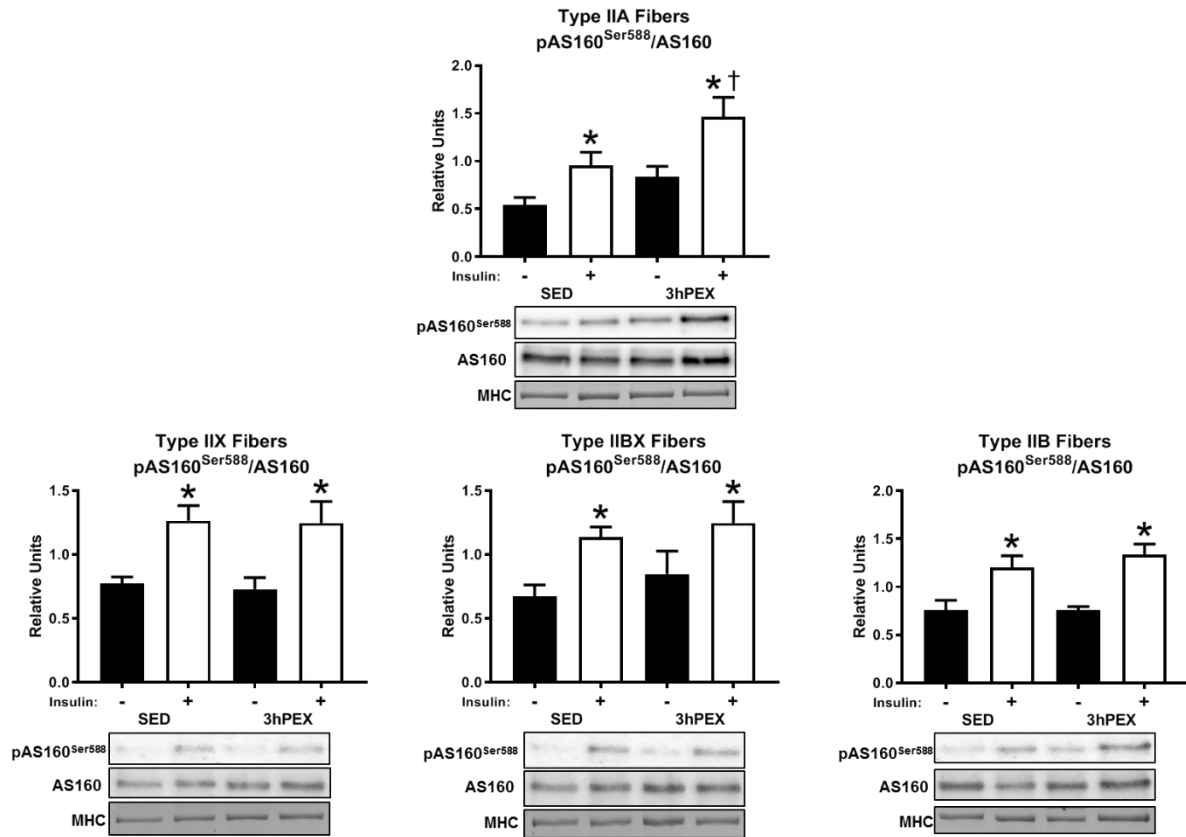 Type IIA Fibers
pAS160Ser588/AS160
Relative Units
2.0
1.5
1.0
0.5
0.0
* * †
Insulin: - + - +
SED 3hPEX
pAS160Ser588
AS160
MHC
Type IIX Fibers
pAS160Ser588/AS160
Relative Units
1.5
1.0
0.5
0.0
* *
Insulin: - + - +
SED 3hPEX
pAS160Ser588
AS160
MHC
Type IIBX Fibers
pAS160Ser588/AS160
Relative Units
1.5
1.0
0.5
0.0
* *
Insulin: - + - +
SED 3hPEX
pAS160Ser588
AS160
MHC
Type IIB Fibers
pAS160Ser588/AS160
Relative Units
2.0
1.5
1.0
0.5
0.0
* *
Insulin: - + - +
SED 3hPEX
pAS160Ser588
AS160
MHC